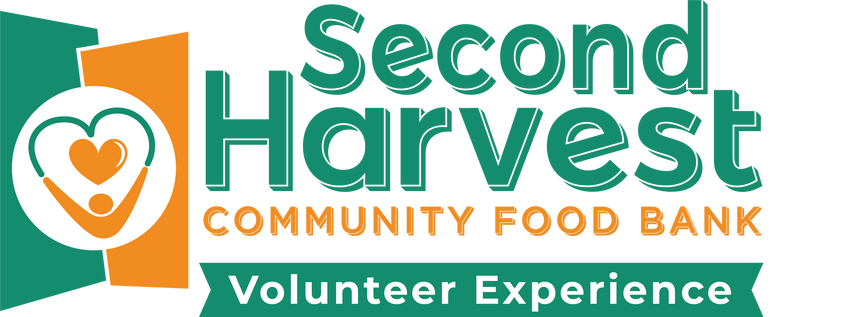 Second
Harvest
COMMUNITY FOOD BANK
Volunteer Experience